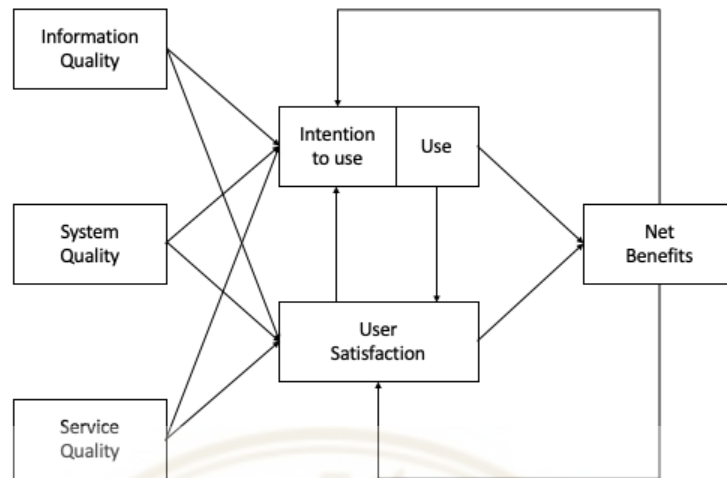 Information
Quality
Intention
to use
Use
System
Quality
Net
Benefits
User
Satisfaction
Service
Quality